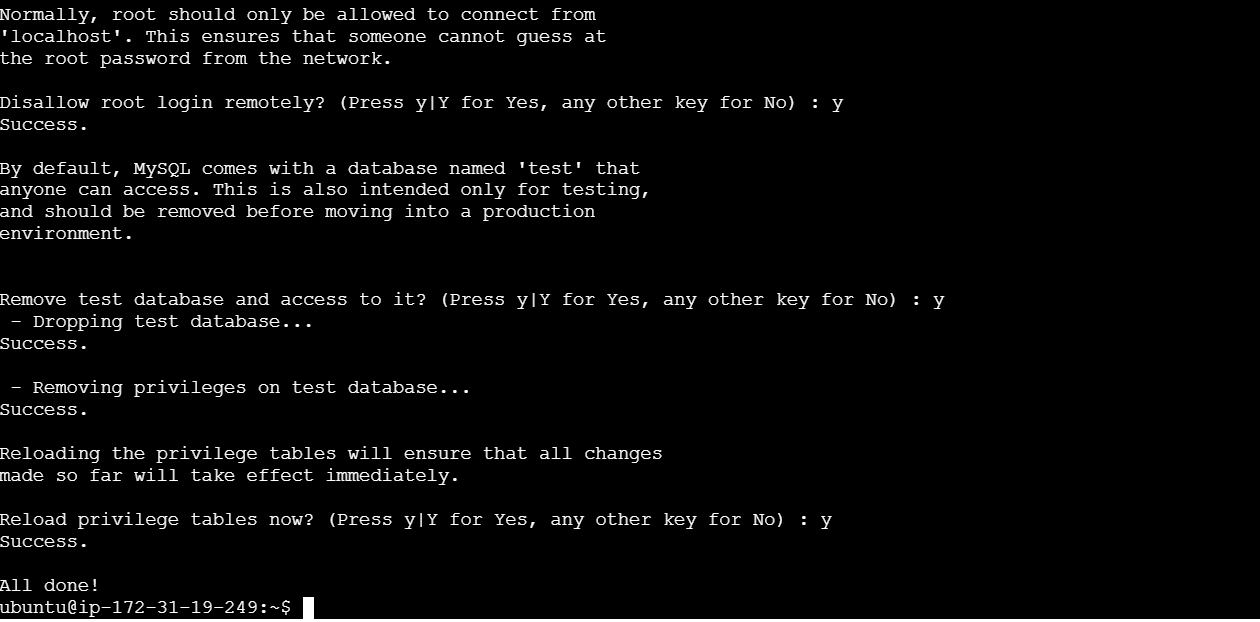 Normally, root should only be allowed to connect from
'localhost'. This ensures that someone cannot guess at
the root password from the network.
Disallow root login remotely? (Press y|Y for Yes, any other key for No) : y
Success.
By default, MySQL comes with a database named 'test' that
anyone can access. This is also intended only for testing,
and should be removed before moving into a production
environment.
Remove test database and access to it? (Press y|Y for Yes, any other key for No) : y
 - Dropping test database...
Success.
 - Removing privileges on test database...
Success.
Reloading the privilege tables will ensure that all changes
made so far will take effect immediately.
Reload privilege tables now? (Press y|Y for Yes, any other key for No) : y
Success.
All done!
ubuntu@ip-172-31-19-249:~$